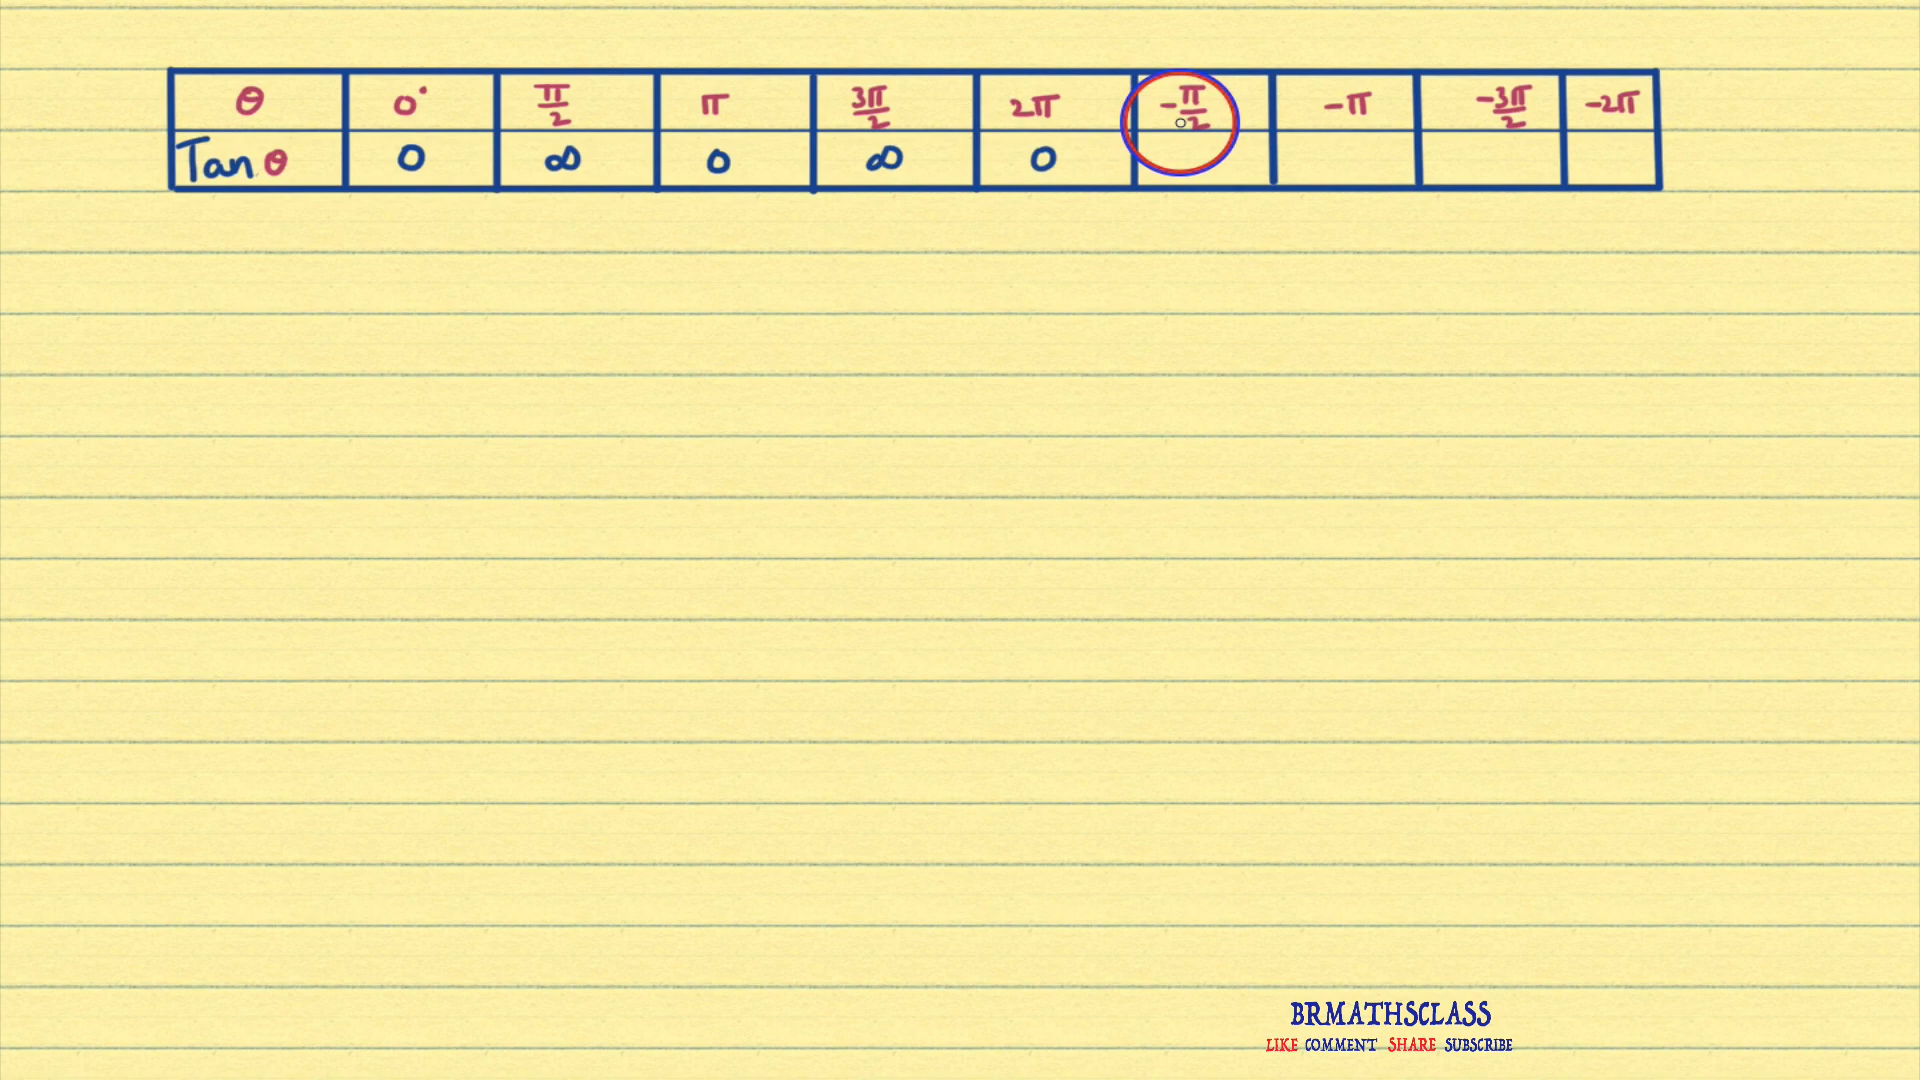 θ 0° π/2 π 3π/2 2π -π/2 -π -3π/2 -2π
Tan θ 0 ∞ 0 ∞ 0
BRMATHSCLASS
LIKE COMMENT SHARE SUBSCRIBE